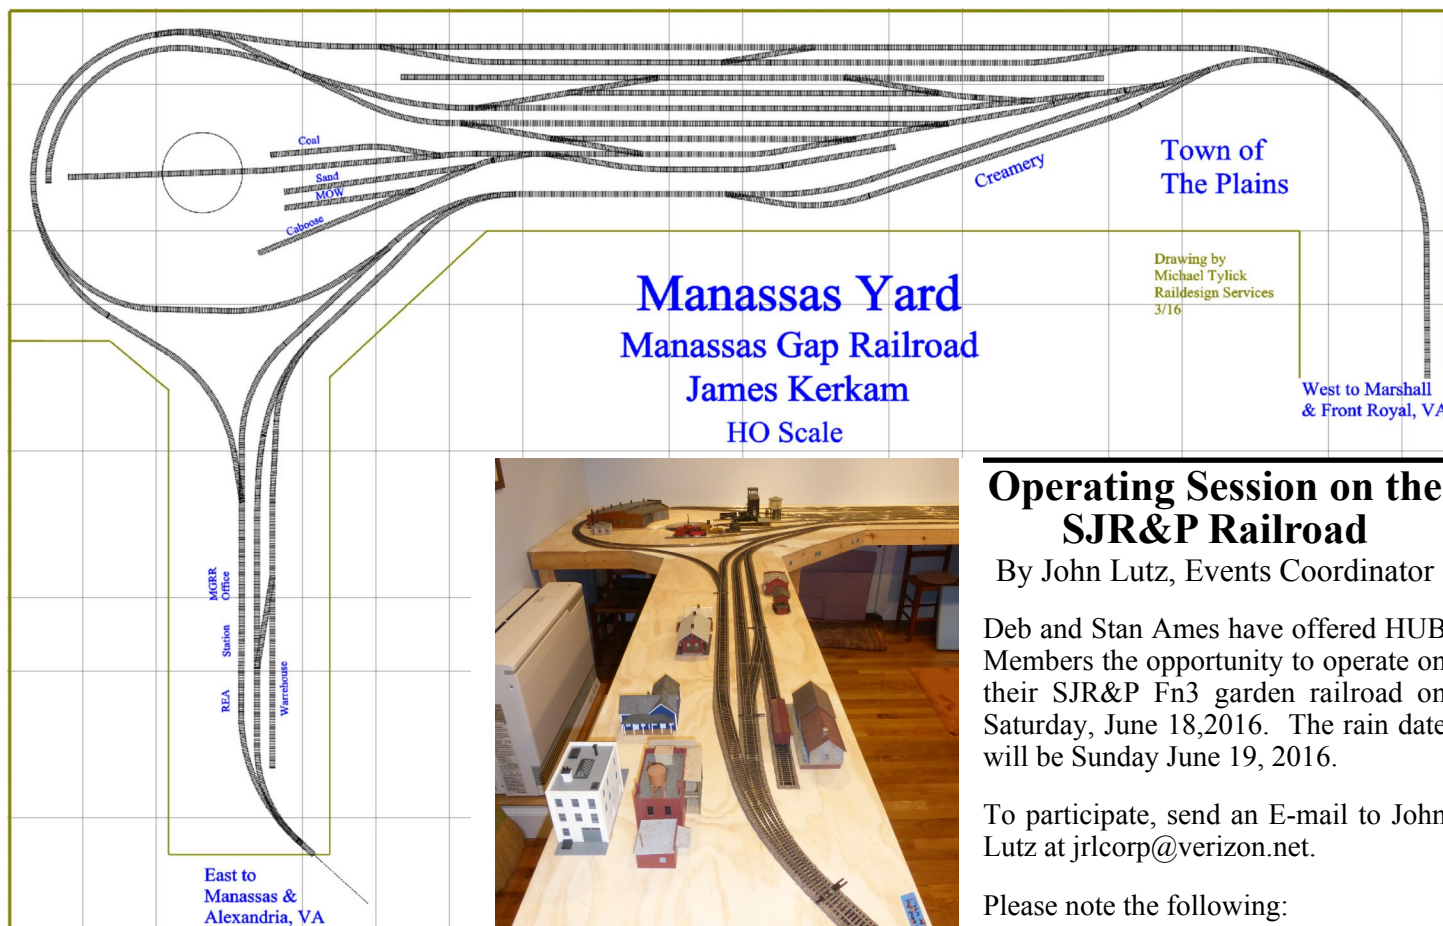 Coal
Sand
MOW
Caboose
Creamery
Town of
The Plains
Drawing by
Michael Tylick
Raildesign Services
3/16
Manassas Yard
Manassas Gap Railroad
James Kerkam
HO Scale
West to Marshall
& Front Royal, VA
MGRR
Office
Station
REA
Warrehouse
East to
Manassas &
Alexandria, VA
Operating Session on the
SJR&P Railroad
By John Lutz, Events Coordinator
Deb and Stan Ames have offered HUB
Members the opportunity to operate on
their SJR&P Fn3 garden railroad on
Saturday, June 18,2016. The rain date
will be Sunday June 19, 2016.
To participate, send an E-mail to John
Lutz at jrlcorp@verizon.net.
Please note the following: